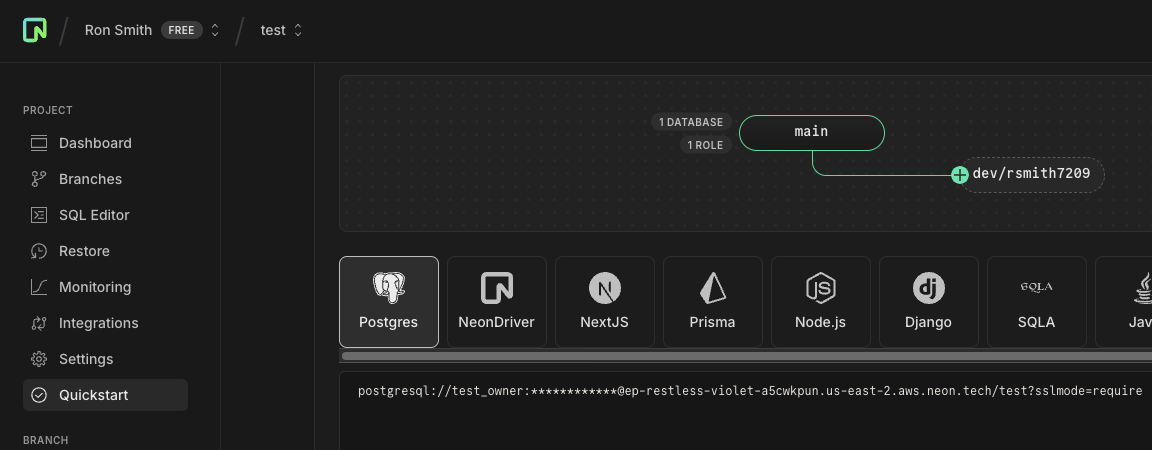 Ron Smith FREE test
PROJECT
Dashboard
Branches
SQL Editor
Restore
Monitoring
Integrations
Settings
Quickstart
BRANCH
1 DATABASE
1 ROLE
main
dev/rsmith7209
Postgres
NeonDriver
NextJS
Prisma
Node.js
Django
SQLA
SQLA
Jav
postgresql://test_owner:************@ep-restless-violet-a5cwkpun.us-east-2.aws.neon.tech/test?sslmode=require